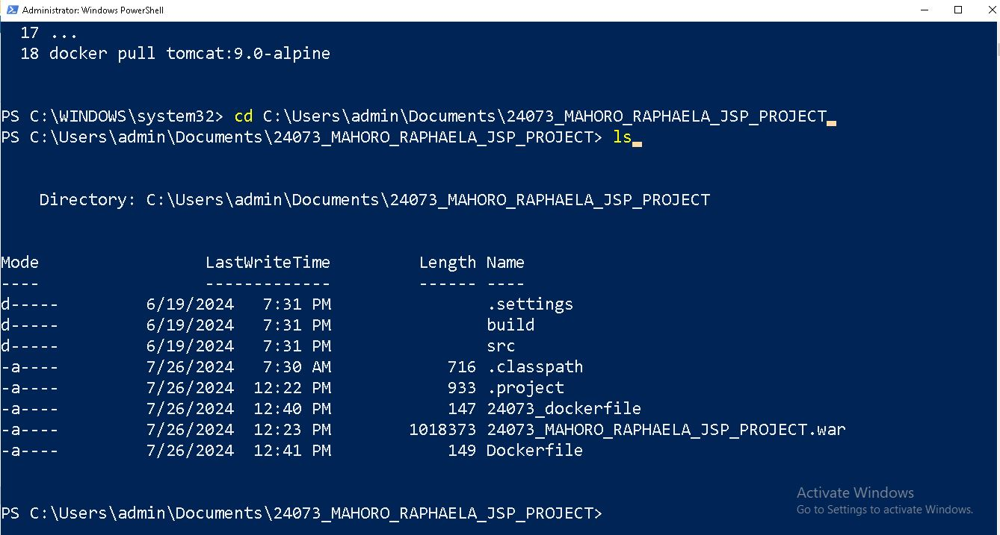 Administrator: Windows PowerShell
17 ...
18 docker pull tomcat:9.0-alpine
PS C:\WINDOWS\system32> cd C:\Users\admin\Documents\24073_MAHORO_RAPHAELA_JSP_PROJECT
PS C:\Users\admin\Documents\24073_MAHORO_RAPHAELA_JSP_PROJECT> ls
Directory: C:\Users\admin\Documents\24073_MAHORO_RAPHAELA_JSP_PROJECT
Mode LastWriteTime Length Name
---- ------------- ------ ----
d----- 6/19/2024 7:31 PM .settings
d----- 6/19/2024 7:31 PM build
d----- 6/19/2024 7:31 PM src
-a---- 7/26/2024 7:30 AM 716 .classpath
-a---- 7/26/2024 12:22 PM 933 .project
-a---- 7/26/2024 12:40 PM 147 24073_dockerfile
-a---- 7/26/2024 12:23 PM 1018373 24073_MAHORO_RAPHAELA_JSP_PROJECT.war
-a---- 7/26/2024 12:41 PM 149 Dockerfile
PS C:\Users\admin\Documents\24073_MAHORO_RAPHAELA_JSP_PROJECT>
Activate Windows
Go to Settings to activate Windows.